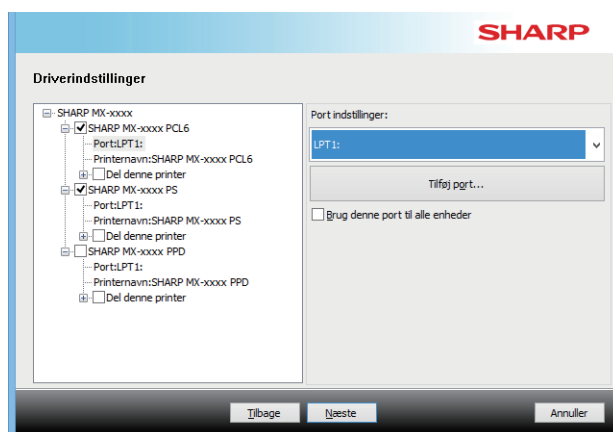 SHARP
Driverindstillinger
SHARP MX-xxxx
SHARP MX-xxxx PCL6
Port:LPT1:
Printernavn:SHARP MX-xxxx PCL6
Del denne printer
SHARP MX-xxxx PS
Port:LPT1:
Printernavn:SHARP MX-xxxx PS
Del denne printer
SHARP MX-xxxx PPD
Port:LPT1:
Printernavn:SHARP MX-xxxx PPD
Del denne printer
Port indstillinger:
LPT1:
Tilføj port...
Brug denne port til alle enheder
Tilbage
Næste
Annuller